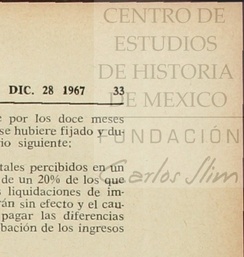 CENTRO DE
ESTUDIOS
DE HISTORIA
DE MEXICO
FUNDACIÓN
Carlos Slim
DIC. 28 1967 33
por los doce meses
se hubiere fijado y du-
rio siguiente;
tales percibidos en un
de un 20% de los que
liquidaciones de im-
rán sin efecto y el cau-
pagar las diferencias
bación de los ingresos